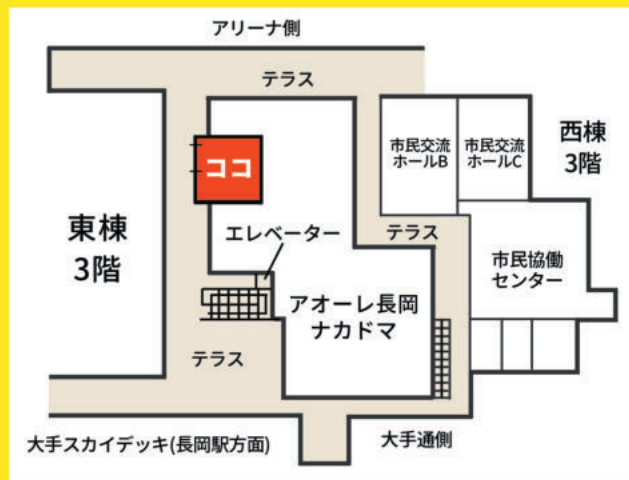 アリーナ側
テラス
市民交流
ホールB
市民交流
ホールC
西棟
3階
ココ
東棟
3階
エレベーター
テラス
市民協働
センター
アオーレ長岡
ナカドマ
テラス
大手スカイデッキ(長岡駅方面)
大手通側